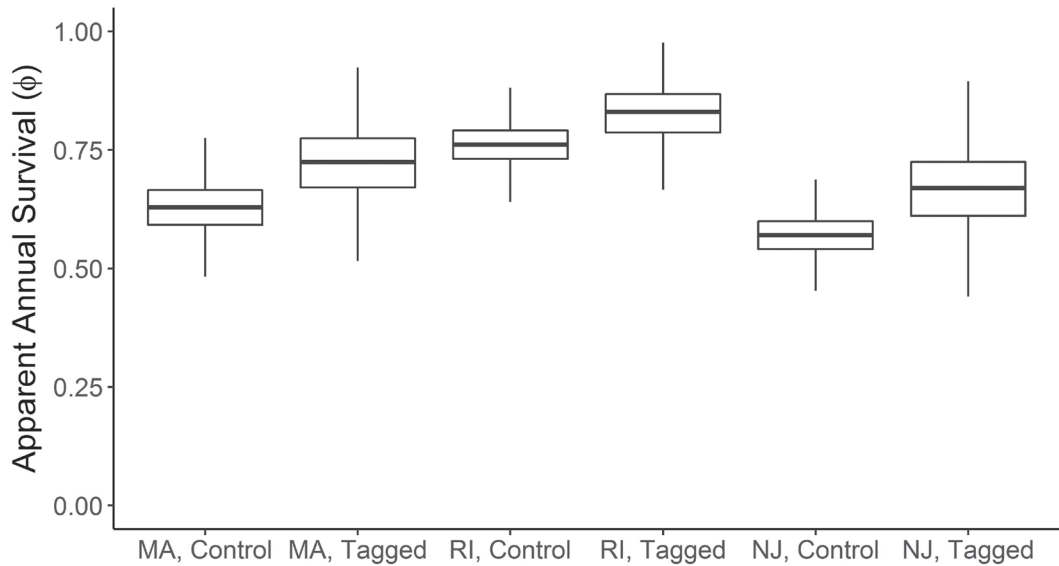 Apparent Annual Survival (ϕ)
1.00
0.75
0.50
0.25
0.00
MA, Control MA, Tagged RI, Control RI, Tagged NJ, Control NJ, Tagged